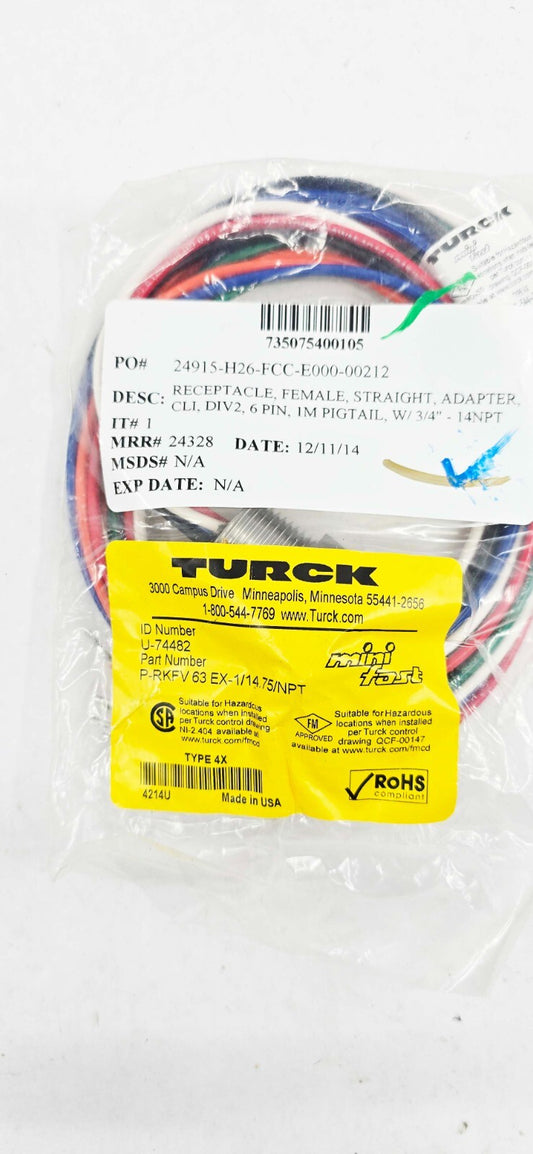 TURCK
735075400105
PO# 24915-H26-FCC-E000-00212
DESC: RECEPTACLE, FEMALE, STRAIGHT, ADAPTER,
CLI, DIV2, 6 PIN, 1M PIGTAIL, W/ 3/4" - 14NPT
IT# 1
MRR# 24328 DATE: 12/11/14
MSDS# N/A
EXP DATE: N/A
TURCK
3000 Campus Drive Minneapolis, Minnesota 55441-2656
1-800-544-7769 www.Turck.com
ID Number
U-74482
Part Number
P-RKFV 63 EX-1/14.75/NPT
mini
fast
SA
Suitable for Hazardous
locations when installed
per Turck control drawing
NI-2.404 available at
www.turck.com/fmcd
TYPE 4X
4214U
Made in USA
FM
APPROVED
Suitable for Hazardous
locations when installed
per Turck control
drawing QCF-00147
available at www.turck.com/fmcd
RoHS
compliant